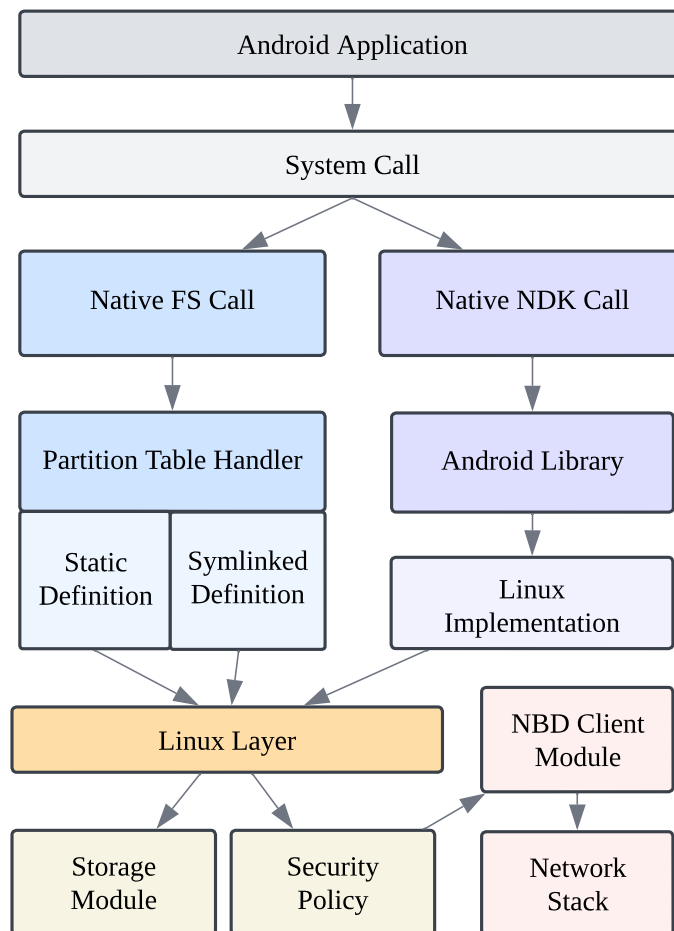 Android Application
System Call
Native FS Call
Native NDK Call
Partition Table Handler
Android Library
Static
Definition
Symlinked
Definition
Linux
Implementation
Linux Layer
NBD Client
Module
Storage
Module
Security
Policy
Network
Stack